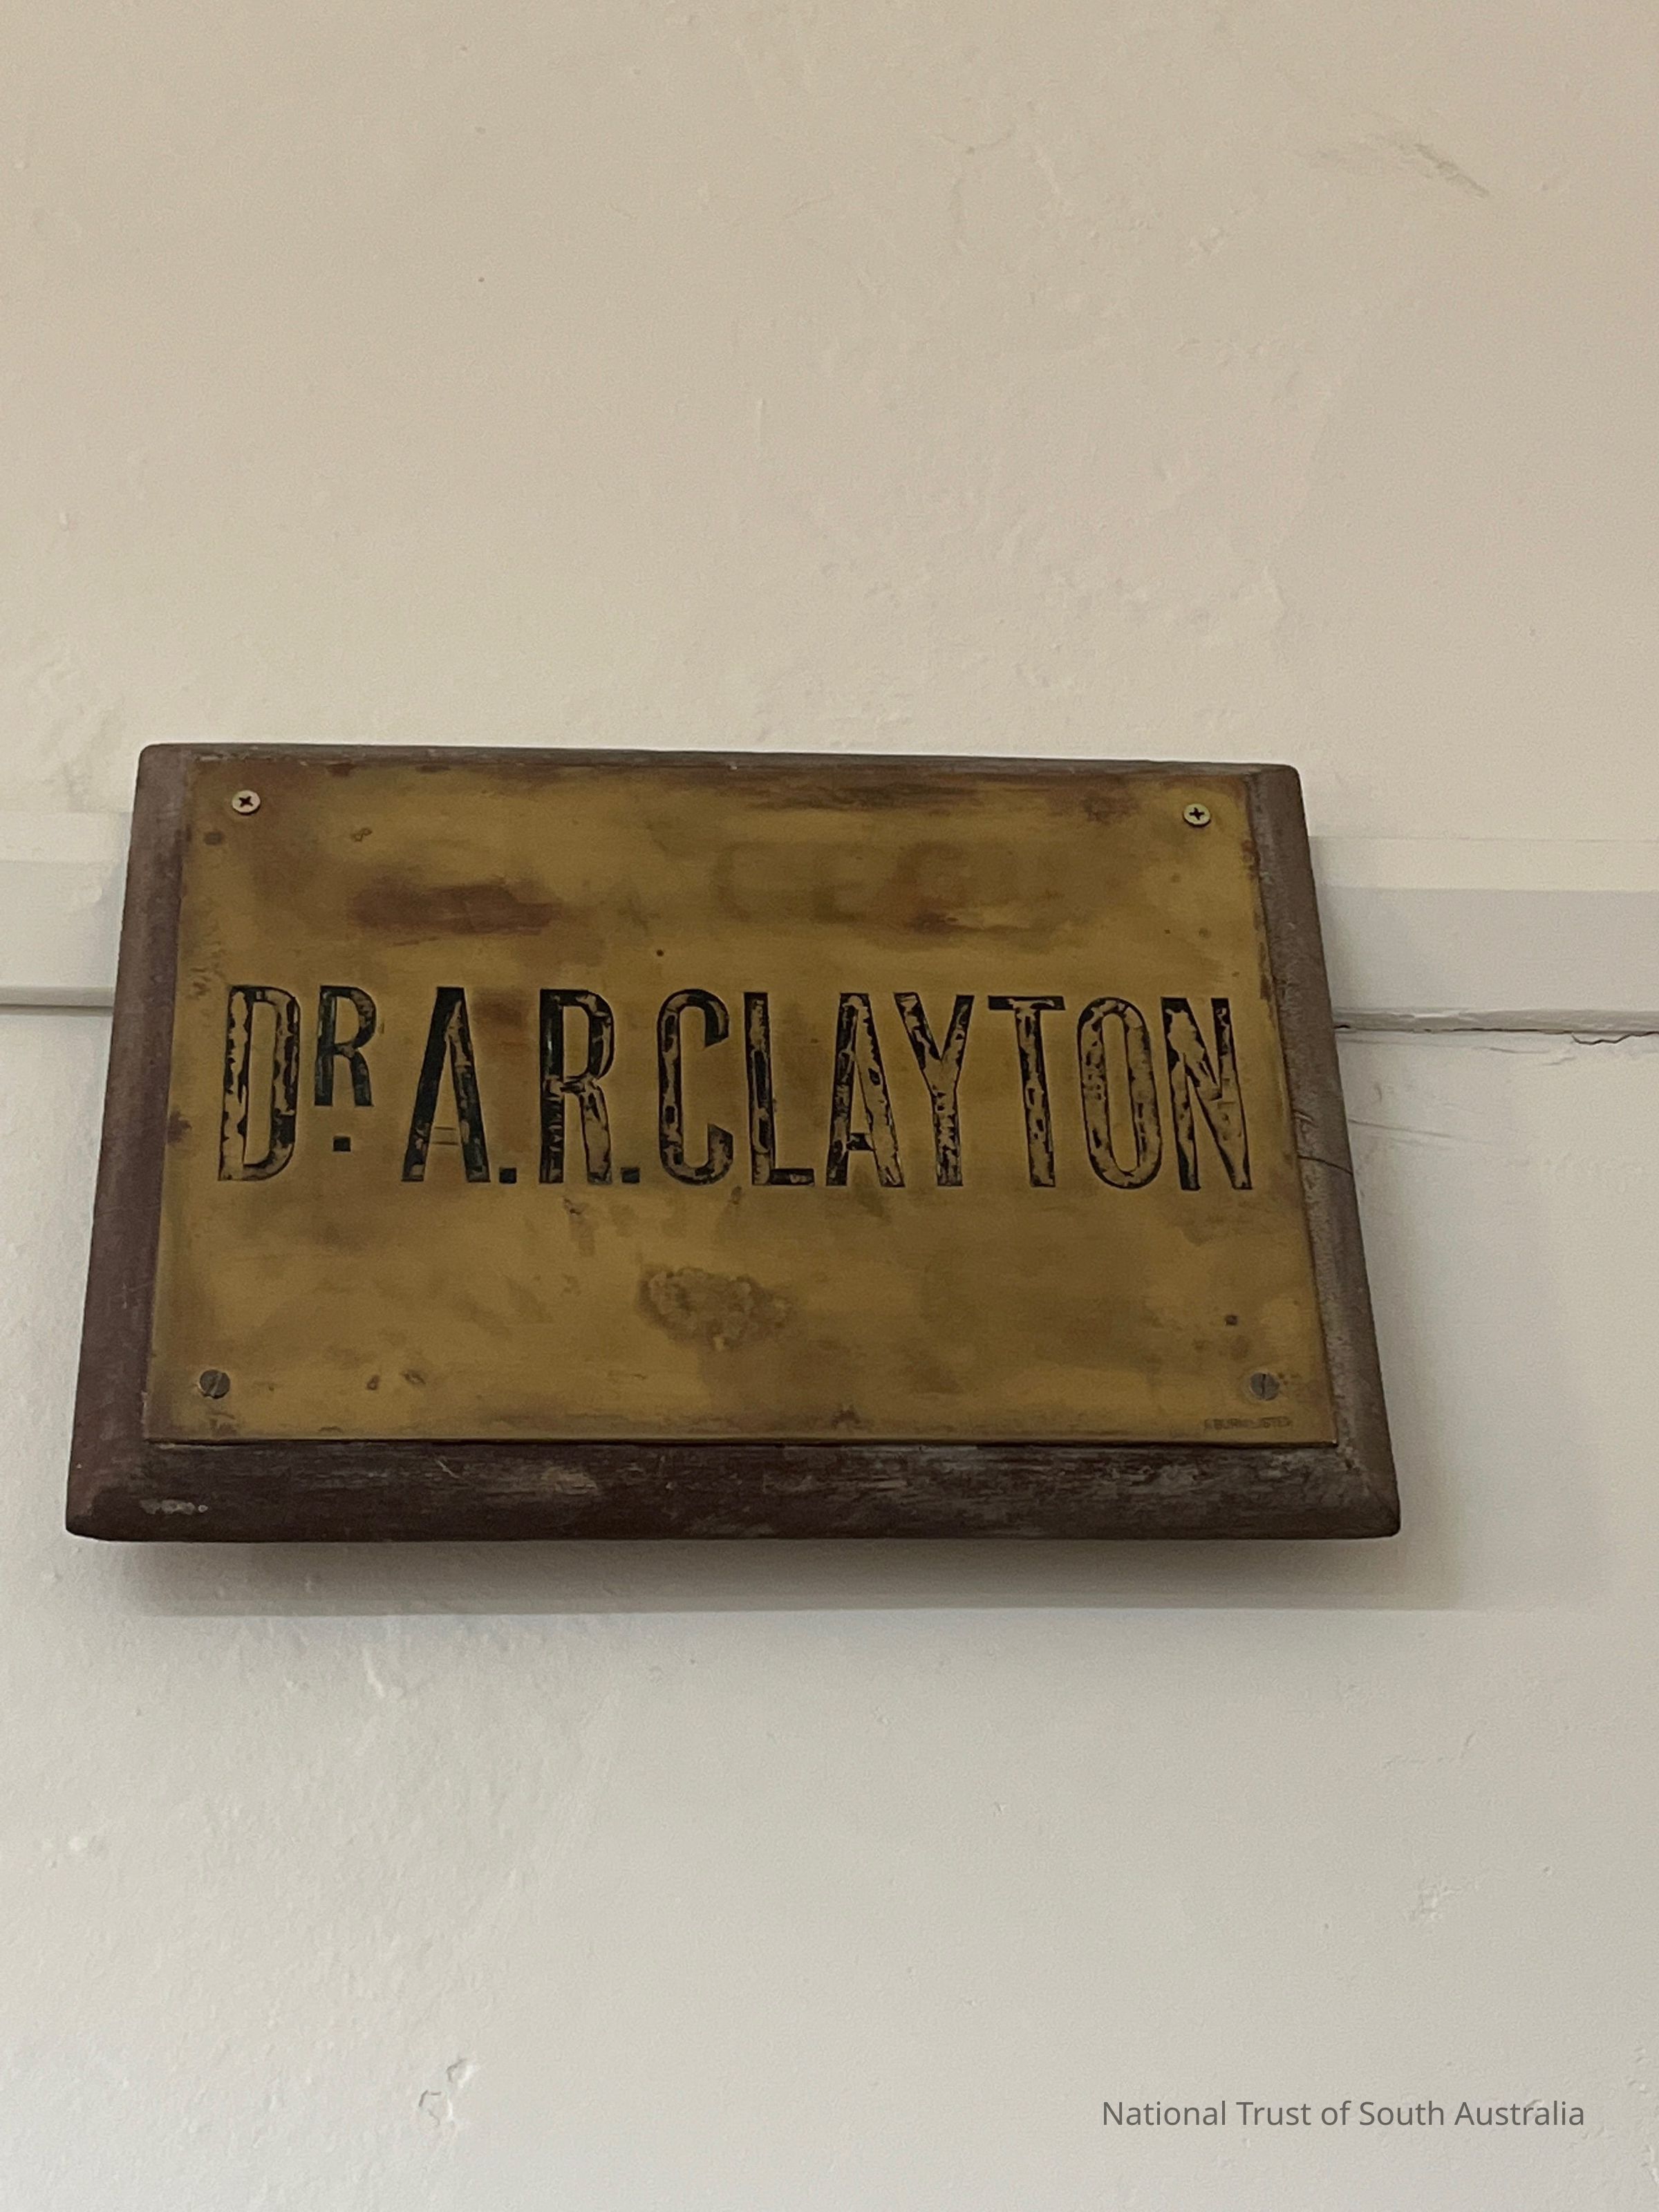 DR. A.R.CLAYTON
National Trust of South Australia